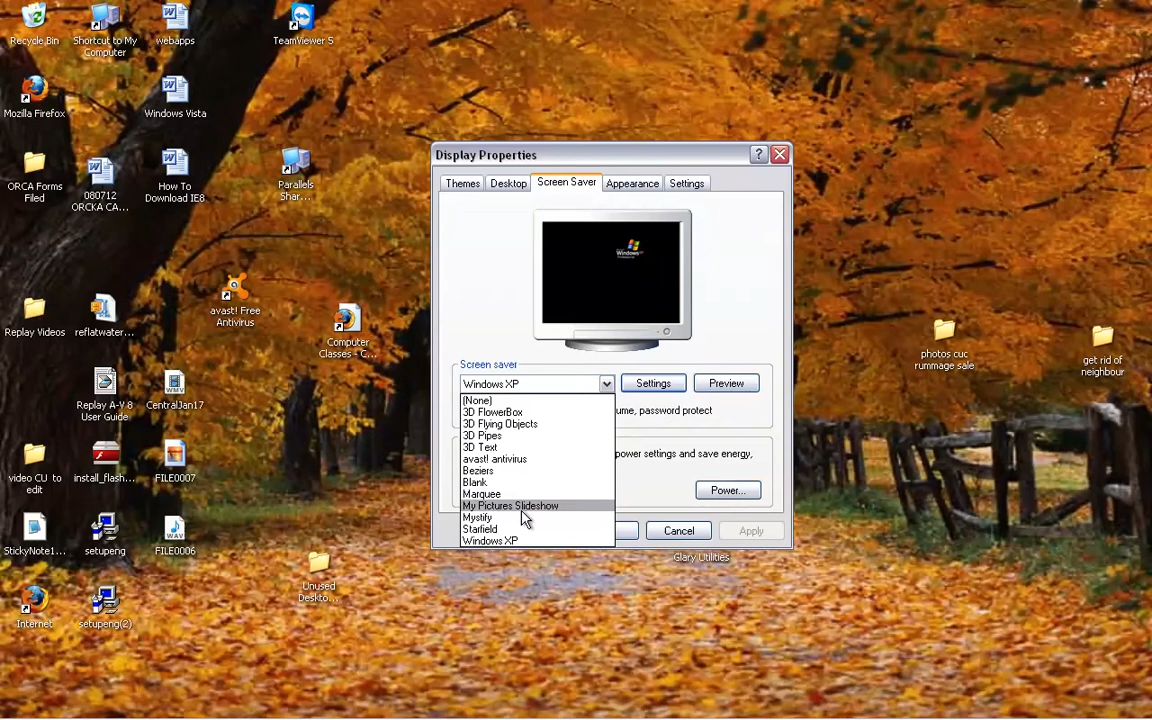 Recycle Bin
Shortcut to My
Computer
webapps
TeamViewer 5
Mozilla Firefox
Windows Vista
ORCA Forms
Filed
080712
ORCKA CA...
How To
Download IE8
Parallels
Shar...
avast! Free
Antivirus
Replay Videos
reflatwater...
Computer
Classes - C...
Replay A-V 8
User Guide
CentralJan17
video CU to
edit
install_flash...
FILE0007
StickyNote1...
setupeng
FILE0006
Unused
Deskto...
Internet
setupeng(2)
Display Properties
Themes
Desktop
Screen Saver
Appearance
Settings
Windows
Screen saver
Windows XP
Settings
Preview
(None)
3D FlowerBox
3D Flying Objects
3D Pipes
3D Text
avast! antivirus
Beziers
Blank
Marquee
My Pictures Slideshow
Mystify
Starfield
Windows XP
ume, password protect
power settings and save energy,
Power...
Cancel
Apply
Glary Utilities
photos cuc
rummage sale
get rid of
neighbour